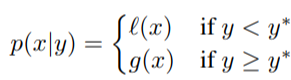 p(x|y) = { ℓ(x) if y < y*
g(x) if y ≥ y*